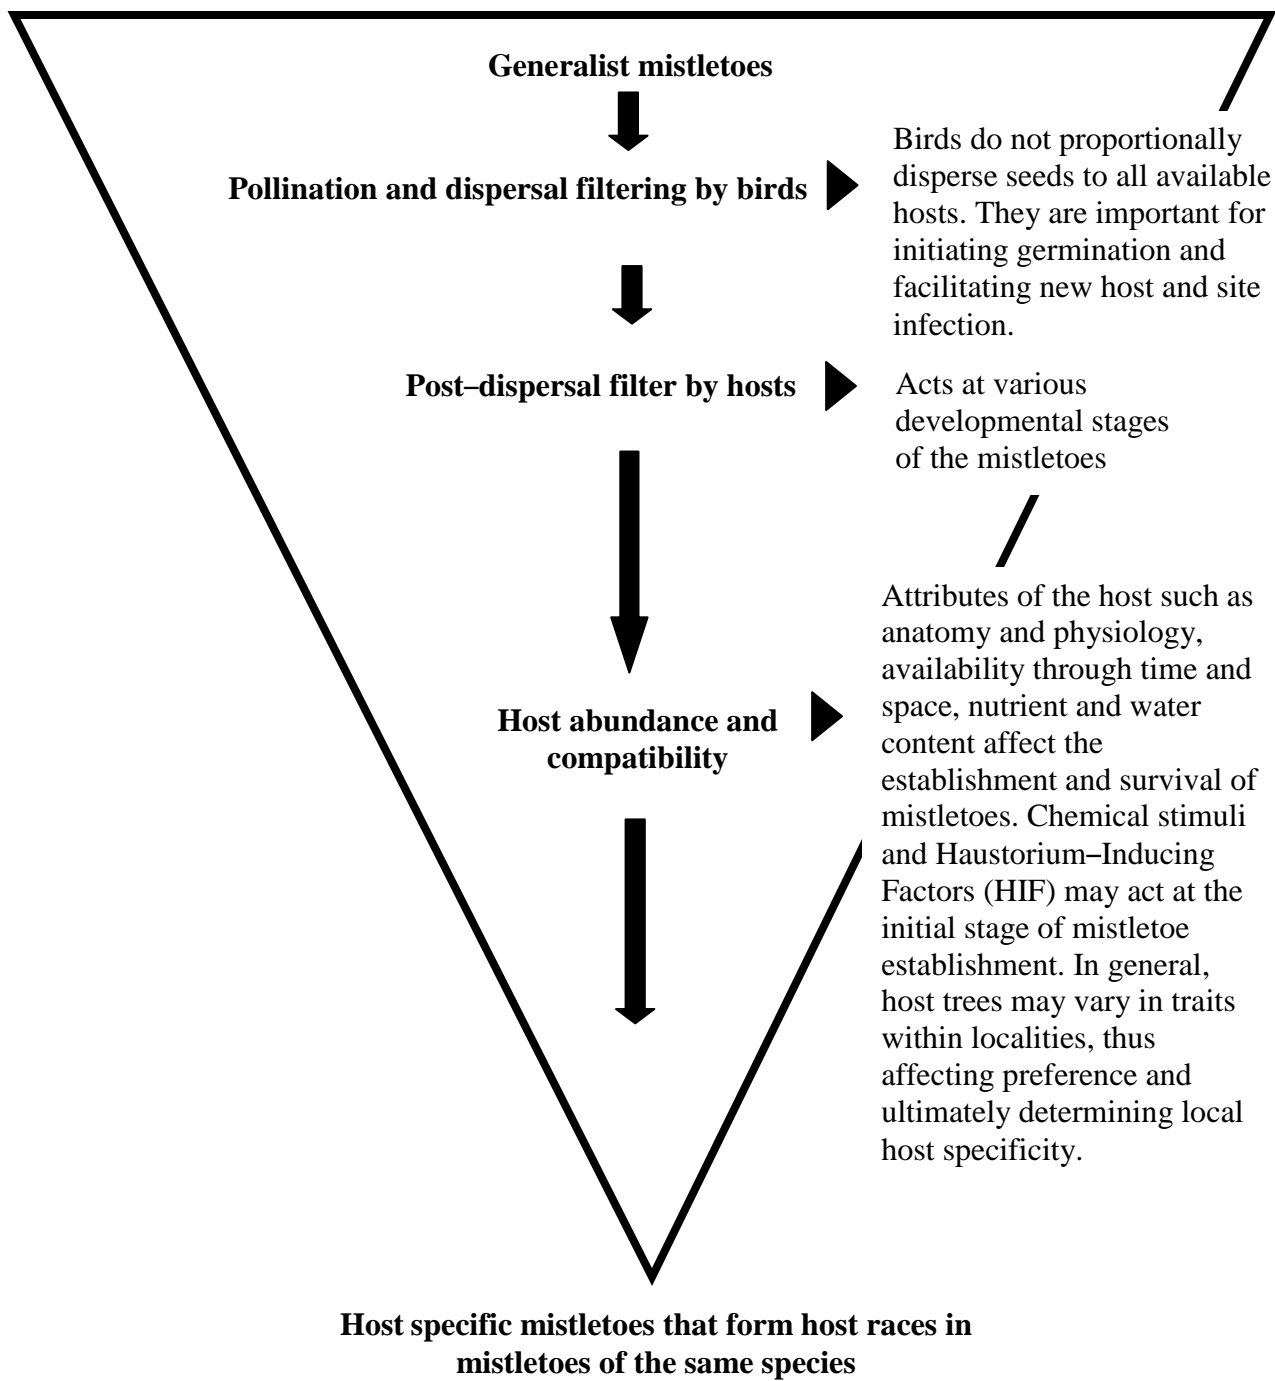 Generalist mistletoes
Pollination and dispersal filtering by birds
Birds do not proportionally
disperse seeds to all available
hosts. They are important for
initiating germination and
facilitating new host and site
infection.
Post–dispersal filter by hosts
Acts at various
developmental stages
of the mistletoes
Host abundance and
compatibility
Attributes of the host such as
anatomy and physiology,
availability through time and
space, nutrient and water
content affect the
establishment and survival of
mistletoes. Chemical stimuli
and Haustorium–Inducing
Factors (HIF) may act at the
initial stage of mistletoe
establishment. In general,
host trees may vary in traits
within localities, thus
affecting preference and
ultimately determining local
host specificity.
Host specific mistletoes that form host races in
mistletoes of the same species